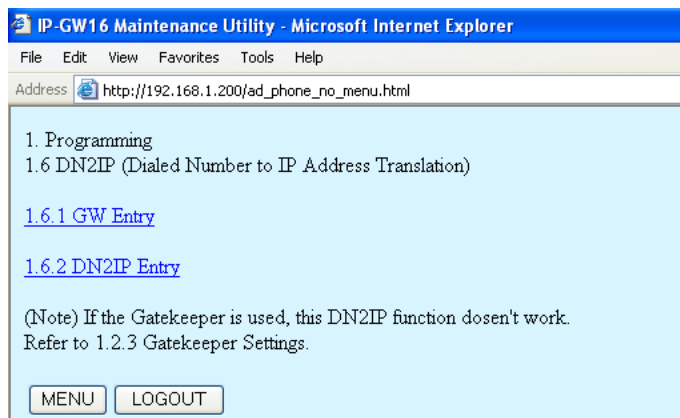 IP-GW16 Maintenance Utility - Microsoft Internet Explorer
File Edit View Favorites Tools Help
Address http://192.168.1.200/ad_phone_no_menu.html
1. Programming
1.6 DN2IP (Dialed Number to IP Address Translation)
1.6.1 GW Entry
1.6.2 DN2IP Entry
(Note) If the Gatekeeper is used, this DN2IP function dosen't work.
Refer to 1.2.3 Gatekeeper Settings.
MENU LOGOUT